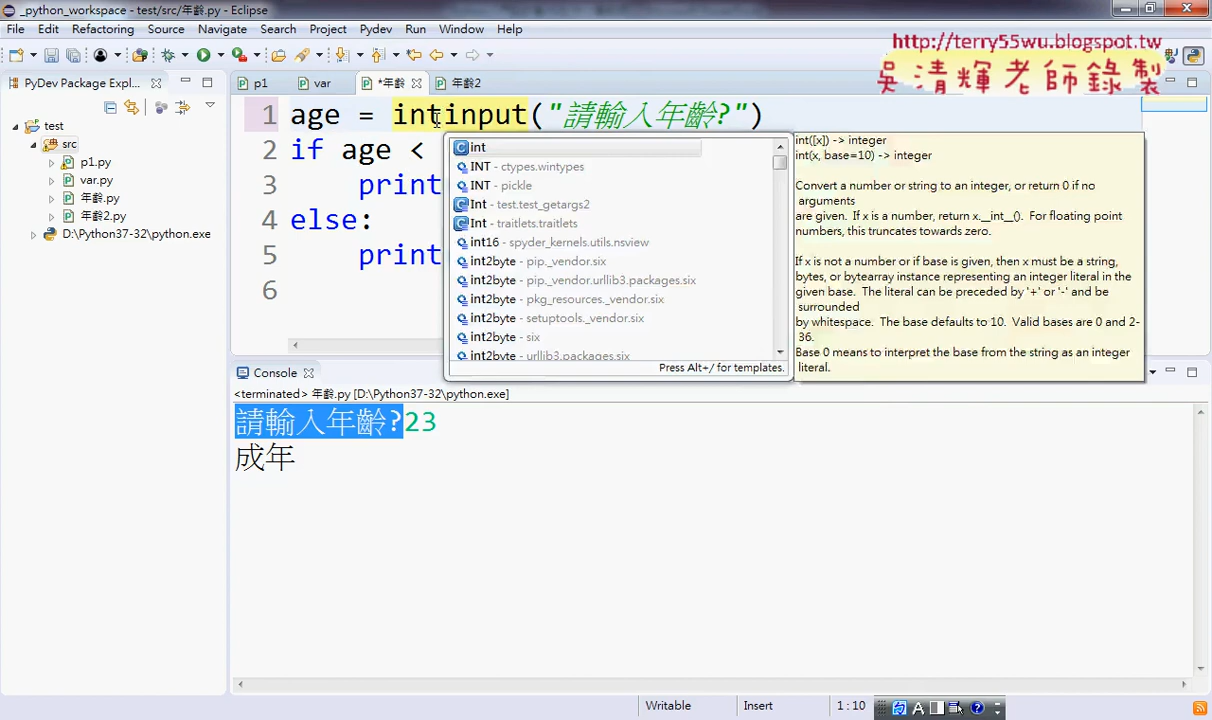 _python_workspace - test/src/年齡.py - Eclipse
File Edit Refactoring Source Navigate Search Project Pydev Run Window Help
http://terry55wu.blogspot.tw
吳清輝老師錄製
PyDev Package Expl...
test
src
p1.py
var.py
年齡.py
年齡2.py
D:\Python37-32\python.exe
p1 var *年齡 年齡2
1 age = intinput("請輸入年齡?")
2 if age <
3 print
4 else:
5 print
6
int
INT - ctypes.wintypes
INT - pickle
Int - test.test_getargs2
Int - traitlets.traitlets
int16 - spyder_kernels.utils.nsview
int2byte - pip._vendor.six
int2byte - pip._vendor.urllib3.packages.six
int2byte - pkg_resources._vendor.six
int2byte - setuptools._vendor.six
int2byte - six
int2byte - urllib3.packages.six
Press Alt+/ for templates.
int([x]) -> integer
int(x, base=10) -> integer
Convert a number or string to an integer, or return 0 if no
arguments
are given. If x is a number, return x.__int__(). For floating point
numbers, this truncates towards zero.
If x is not a number or if base is given, then x must be a string,
bytes, or bytearray instance representing an integer literal in the
given base. The literal can be preceded by '+' or '-' and be
surrounded
by whitespace. The base defaults to 10. Valid bases are 0 and 2-
36.
Base 0 means to interpret the base from the string as an integer
literal.
Console
<terminated> 年齡.py [D:\Python37-32\python.exe]
請輸入年齡?23
成年
Writable Insert 1:10